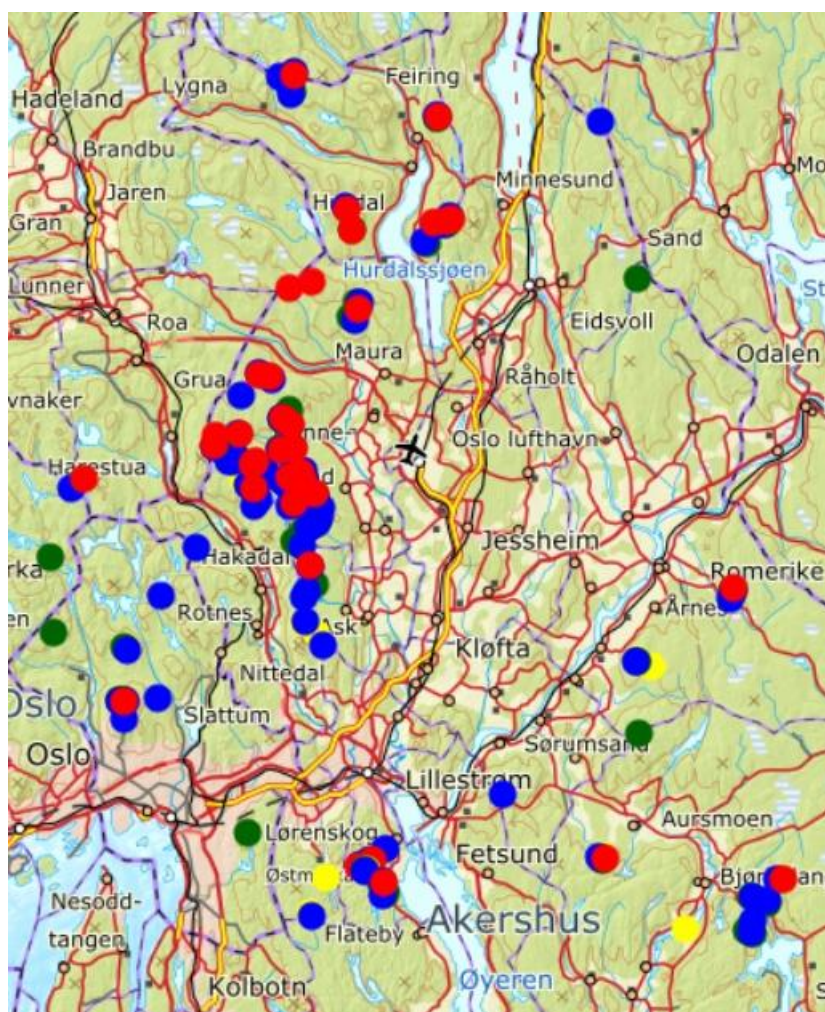 Lygna
Feiring
Hadeland
Brandbu
Jaren
Minnesund
Gran
Sand
Hurdalssjøen
Lunner
Eidsvoll
Roa
Maura
Odalen
Grua
Råholt
Oslo lufthavn
Harestua
Jessheim
Hakadal
Romerike
Årnes
Rotnes
Ask
Kløfta
Nittedal
Oslo
Slattum
Sørumsand
Oslo
Lillestrøm
Aursmoen
Lørenskog
Fetsund
Nesodd-
tangen
Flateby
Akershus
Øyeren
Kolbotn